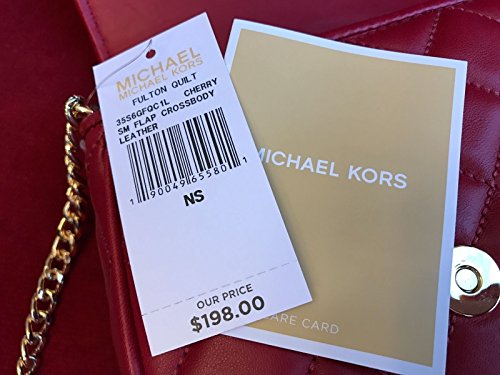 MICHAEL
MICHAEL KORS
FULTON QUILT
35S6GFQC1L CHERRY
SM FLAP CROSSBODY
LEATHER
1 90049 65580 1
NS
OUR PRICE
$198.00
MICHAEL KORS
CARE CARD